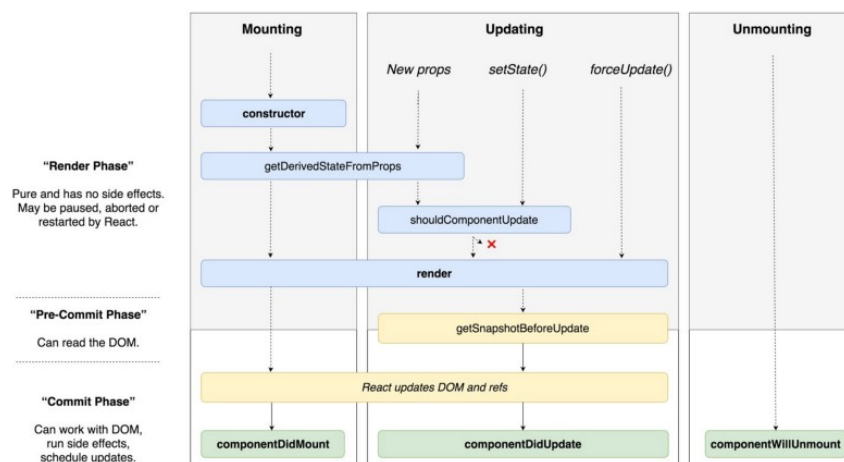 Mounting
Updating
Unmounting
New props
setState()
forceUpdate()
constructor
“Render Phase”
getDerivedStateFromProps
Pure and has no side effects.
May be paused, aborted or
restarted by React.
shouldComponentUpdate
render
“Pre-Commit Phase”
getSnapshotBeforeUpdate
Can read the DOM.
React updates DOM and refs
“Commit Phase”
Can work with DOM,
run side effects,
schedule updates.
componentDidMount
componentDidUpdate
componentWillUnmount